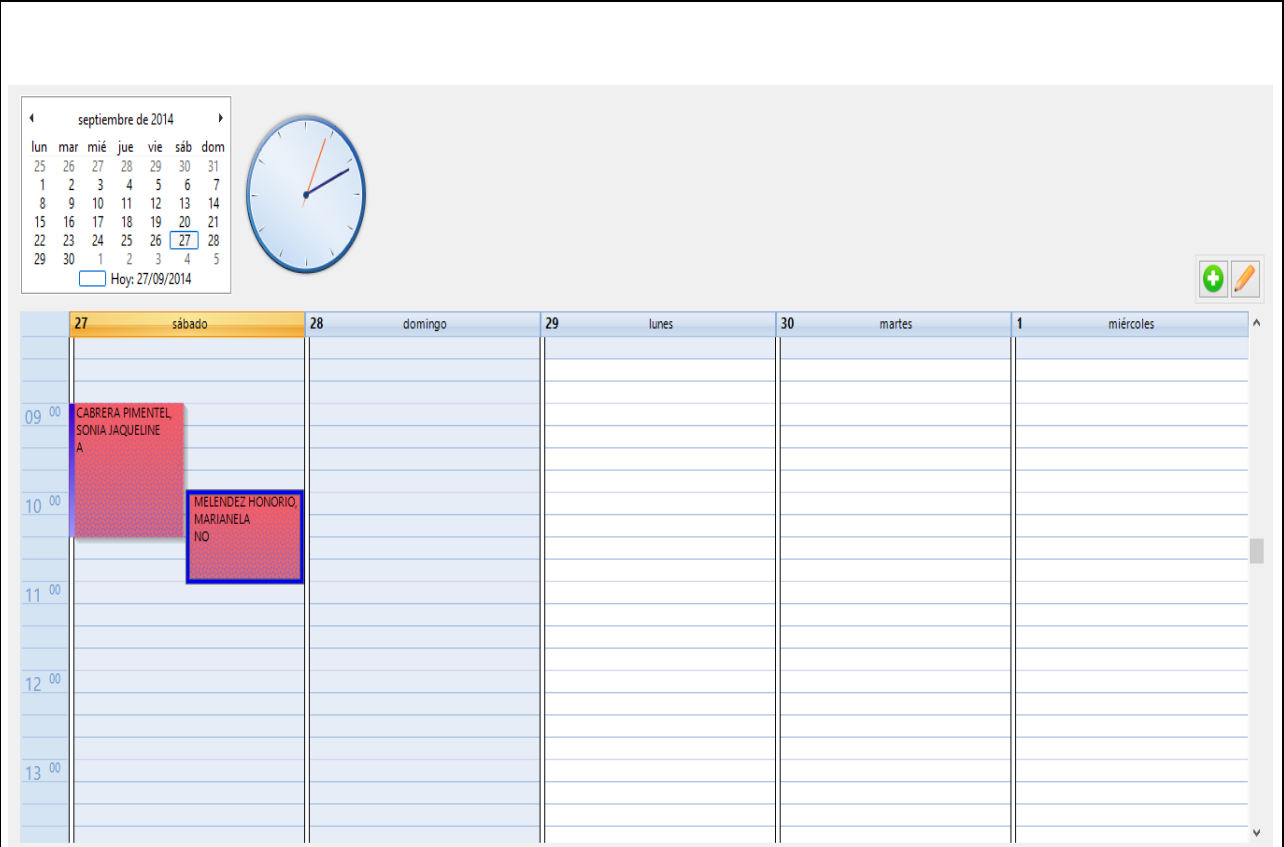 septiembre de 2014
lun mar mié jue vie sáb dom
25 26 27 28 29 30 31
1 2 3 4 5 6 7
8 9 10 11 12 13 14
15 16 17 18 19 20 21
22 23 24 25 26 27 28
29 30 1 2 3 4 5
Hoy: 27/09/2014
27 sábado 28 domingo 29 lunes 30 martes 1 miércoles
09 00
CABRERA PIMENTEL,
SONIA JAQUELINE
A
10 00
MELENDEZ HONORIO,
MARIANELA
NO
11 00
12 00
13 00